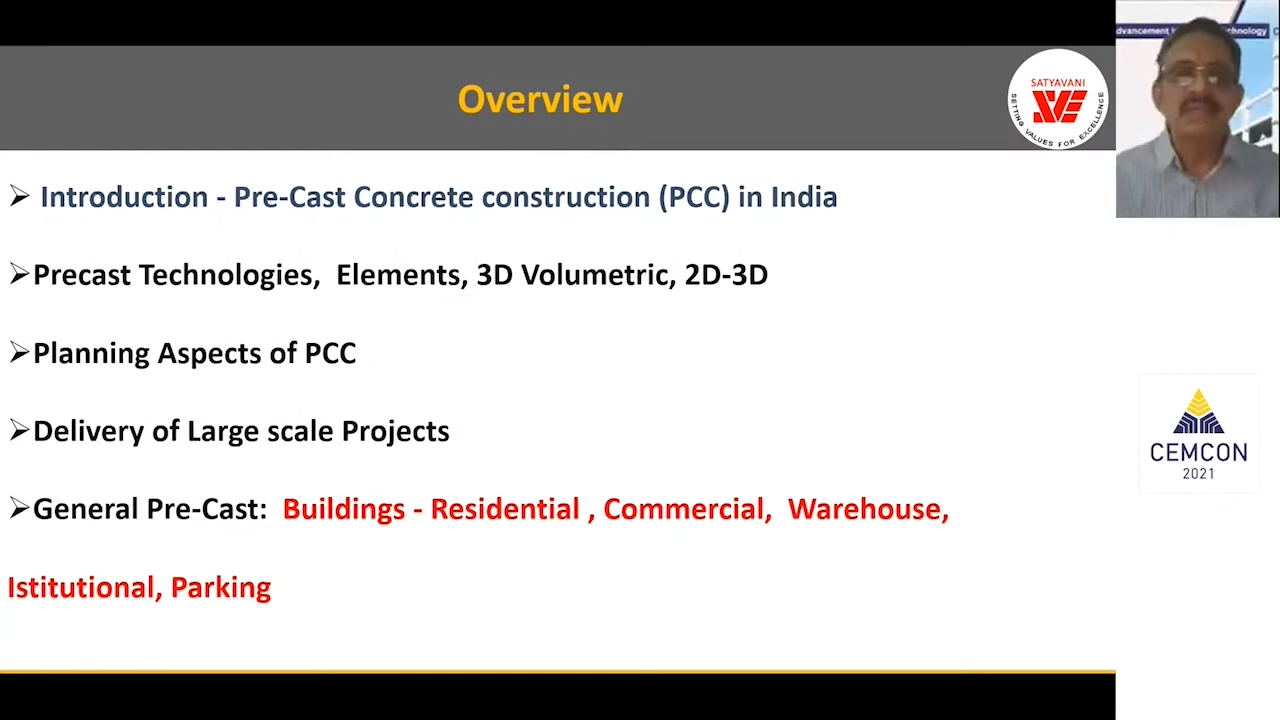 Overview
SATYAVANI
SVE
SETTING VALUES FOR EXCELLENCE
➢ Introduction - Pre-Cast Concrete construction (PCC) in India
➢Precast Technologies, Elements, 3D Volumetric, 2D-3D
➢Planning Aspects of PCC
➢Delivery of Large scale Projects
➢General Pre-Cast: Buildings - Residential , Commercial, Warehouse,
Istitutional, Parking
CEMCON
2021